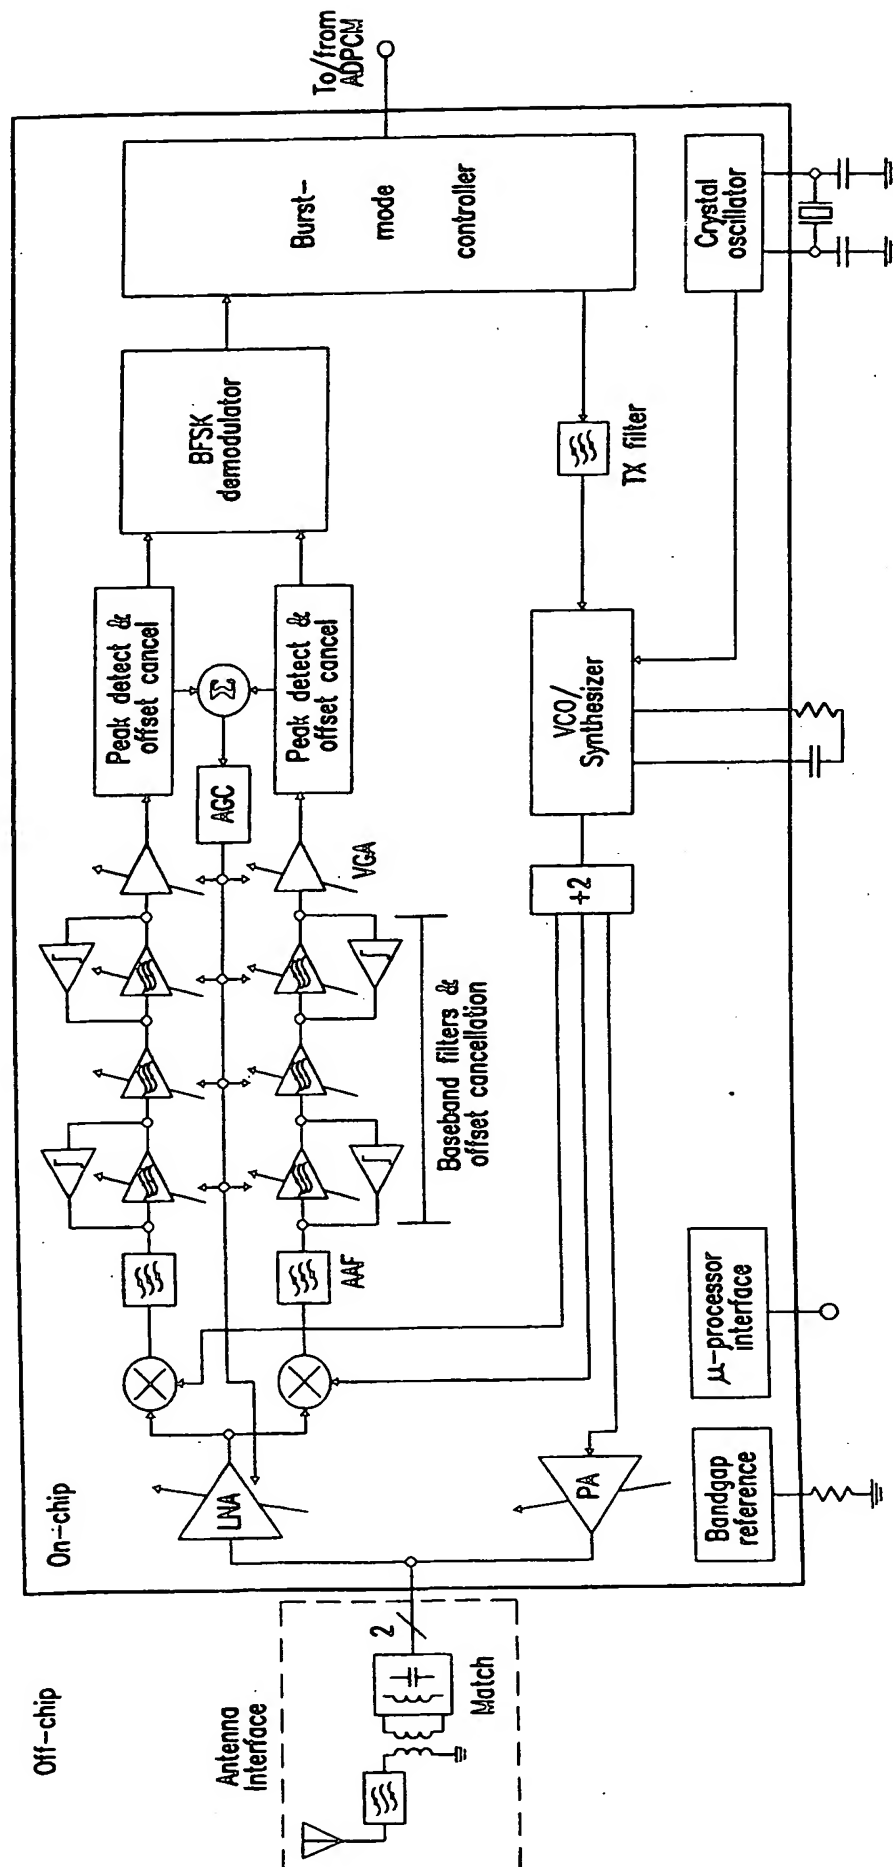 Off-chip
On-chip
Antenna
Interface
Match
2
LNA
PA
AAF
Baseband filters &
offset cancellation
VGA
AGC
Σ
Peak detect &
offset cancel
Peak detect &
offset cancel
BFSK
demodulator
Burst-
mode
controller
To/from
ADPCM
TX filter
VCO/
Synthesizer
÷2
Crystal
oscillator
μ-processor
interface
Bandgap
reference